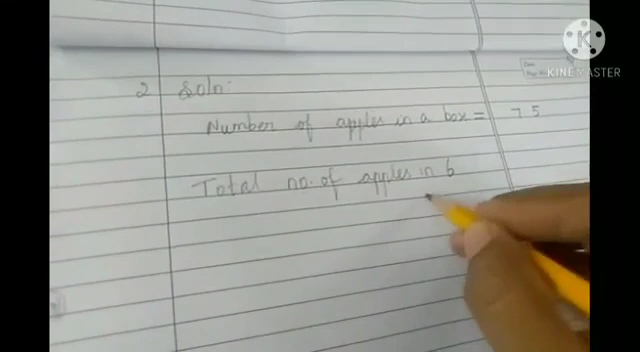 K
KINEMASTER
2 Soln.
Number of apples in a box = 75
Total no. of apples in 6